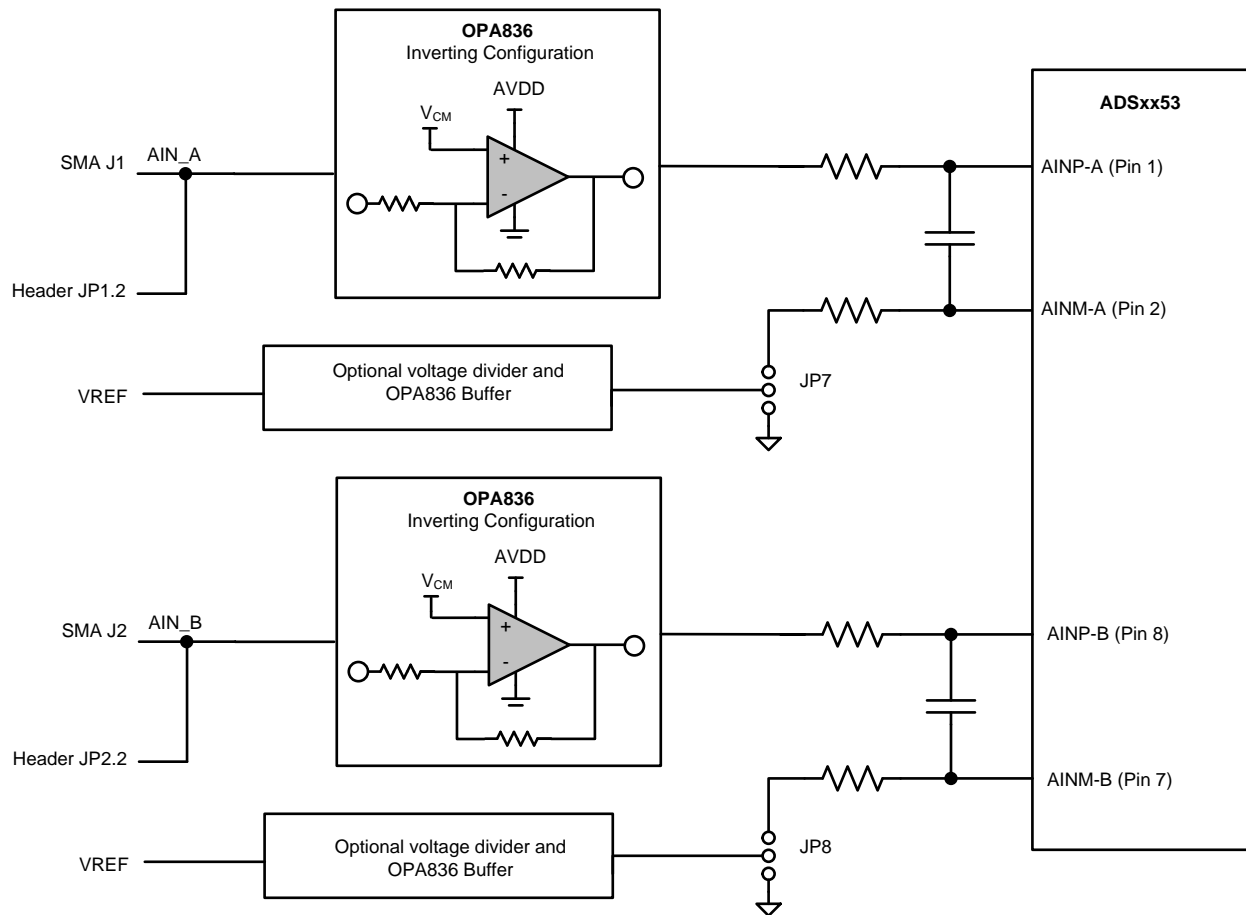 OPA836
Inverting Configuration
AVDD
VCM
+
-
SMA J1
AIN_A
Header JP1.2
VREF
Optional voltage divider and
OPA836 Buffer
JP7
ADSxx53
AINP-A (Pin 1)
AINM-A (Pin 2)
OPA836
Inverting Configuration
AVDD
VCM
+
-
SMA J2
AIN_B
Header JP2.2
VREF
Optional voltage divider and
OPA836 Buffer
JP8
AINP-B (Pin 8)
AINM-B (Pin 7)